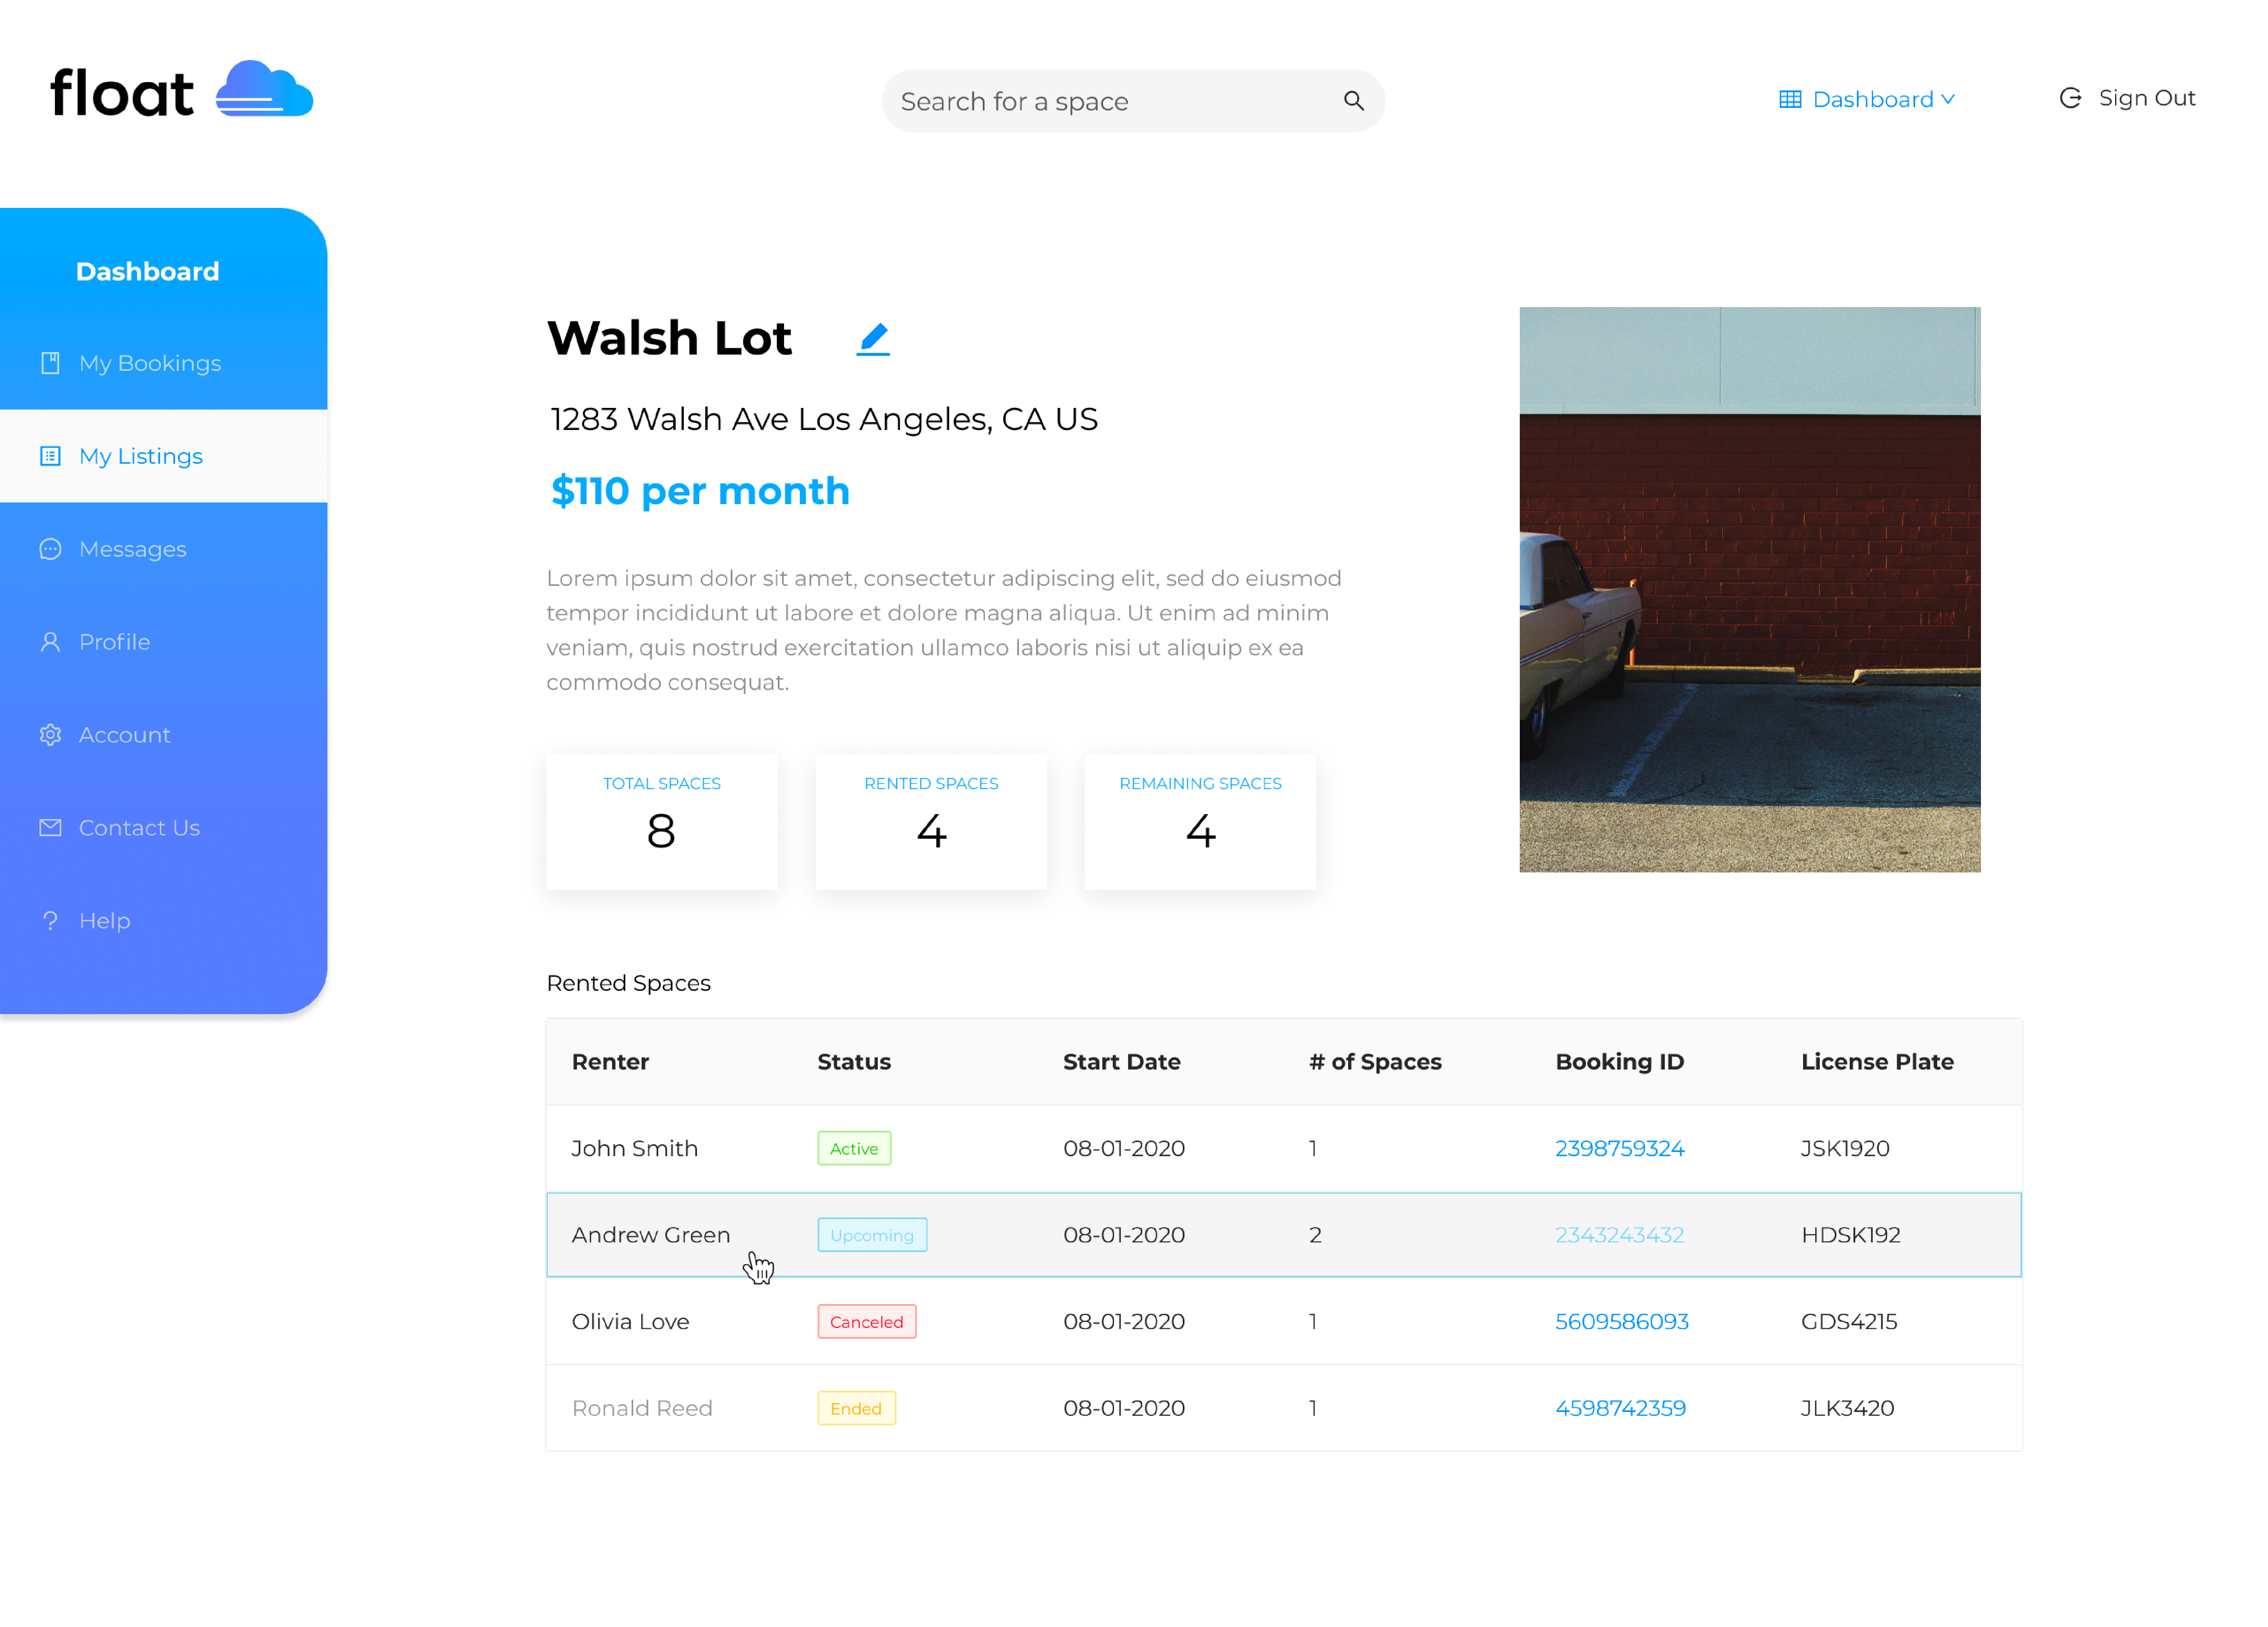 float
Search for a space
Dashboard
Sign Out
Dashboard
My Bookings
My Listings
Messages
Profile
Account
Contact Us
Help
Walsh Lot
1283 Walsh Ave Los Angeles, CA US
$110 per month
Lorem ipsum dolor sit amet, consectetur adipiscing elit, sed do eiusmod
tempor incididunt ut labore et dolore magna aliqua. Ut enim ad minim
veniam, quis nostrud exercitation ullamco laboris nisi ut aliquip ex ea
commodo consequat.
TOTAL SPACES
8
RENTED SPACES
4
REMAINING SPACES
4
Rented Spaces
Renter Status Start Date # of Spaces Booking ID License Plate
John Smith Active 08-01-2020 1 2398759324 JSK1920
Andrew Green Upcoming 08-01-2020 2 2343243432 HDSK192
Olivia Love Canceled 08-01-2020 1 5609586093 GDS4215
Ronald Reed Ended 08-01-2020 1 4598742359 JLK3420